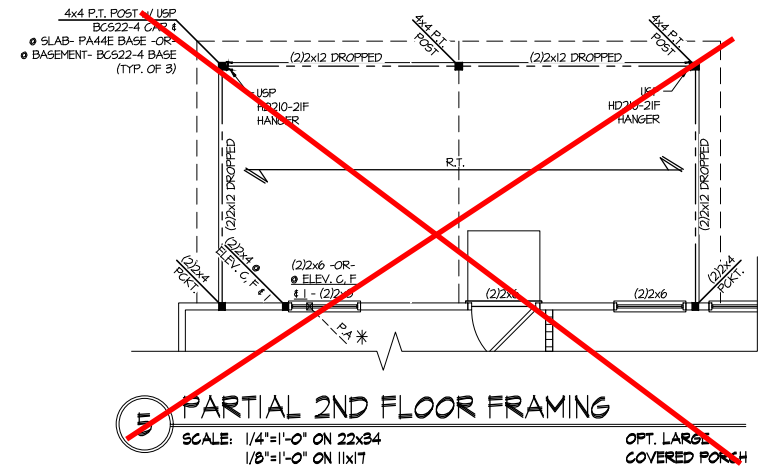 4x4 P.T. POST w/ USP
BCS22-4 CAP &
@ SLAB- PA44E BASE -OR-
@ BASEMENT- BCS22-4 BASE
(TYP. OF 3)
4x4 P.T.
POST
4x4 P.T.
POST
(2)2x12 DROPPED
(2)2x12 DROPPED
USP
HD210-2IF
HANGER
USP
HD210-2IF
HANGER
R.T.
(2)2x12 DROPPED
(2)2x12 DROPPED
(2)2x4
PCKT.
(2)2x4 @
ELEV. C, F & I
(2)2x6 -OR-
@ ELEV. C, F
& I - (2)2x8
(2)2x6
(2)2x6
(2)2x4
PCKT.
P.A. *
5
PARTIAL 2ND FLOOR FRAMING
SCALE: 1/4"=1'-0" ON 22x34
1/8"=1'-0" ON 11x17
OPT. LARGE
COVERED PORCH